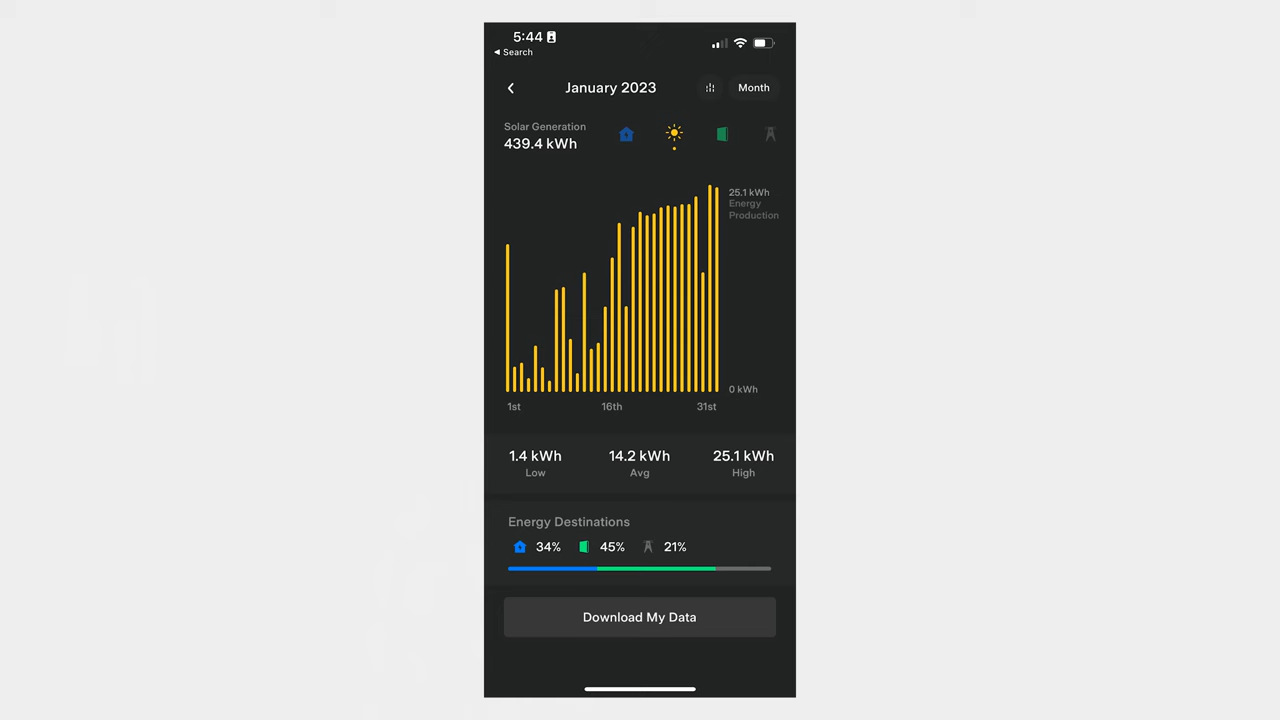 5:44
◀ Search
January 2023
Month
Solar Generation
439.4 kWh
25.1 kWh
Energy
Production
0 kWh
1st 16th 31st
1.4 kWh 14.2 kWh 25.1 kWh
Low Avg High
Energy Destinations
34% 45% 21%
Download My Data